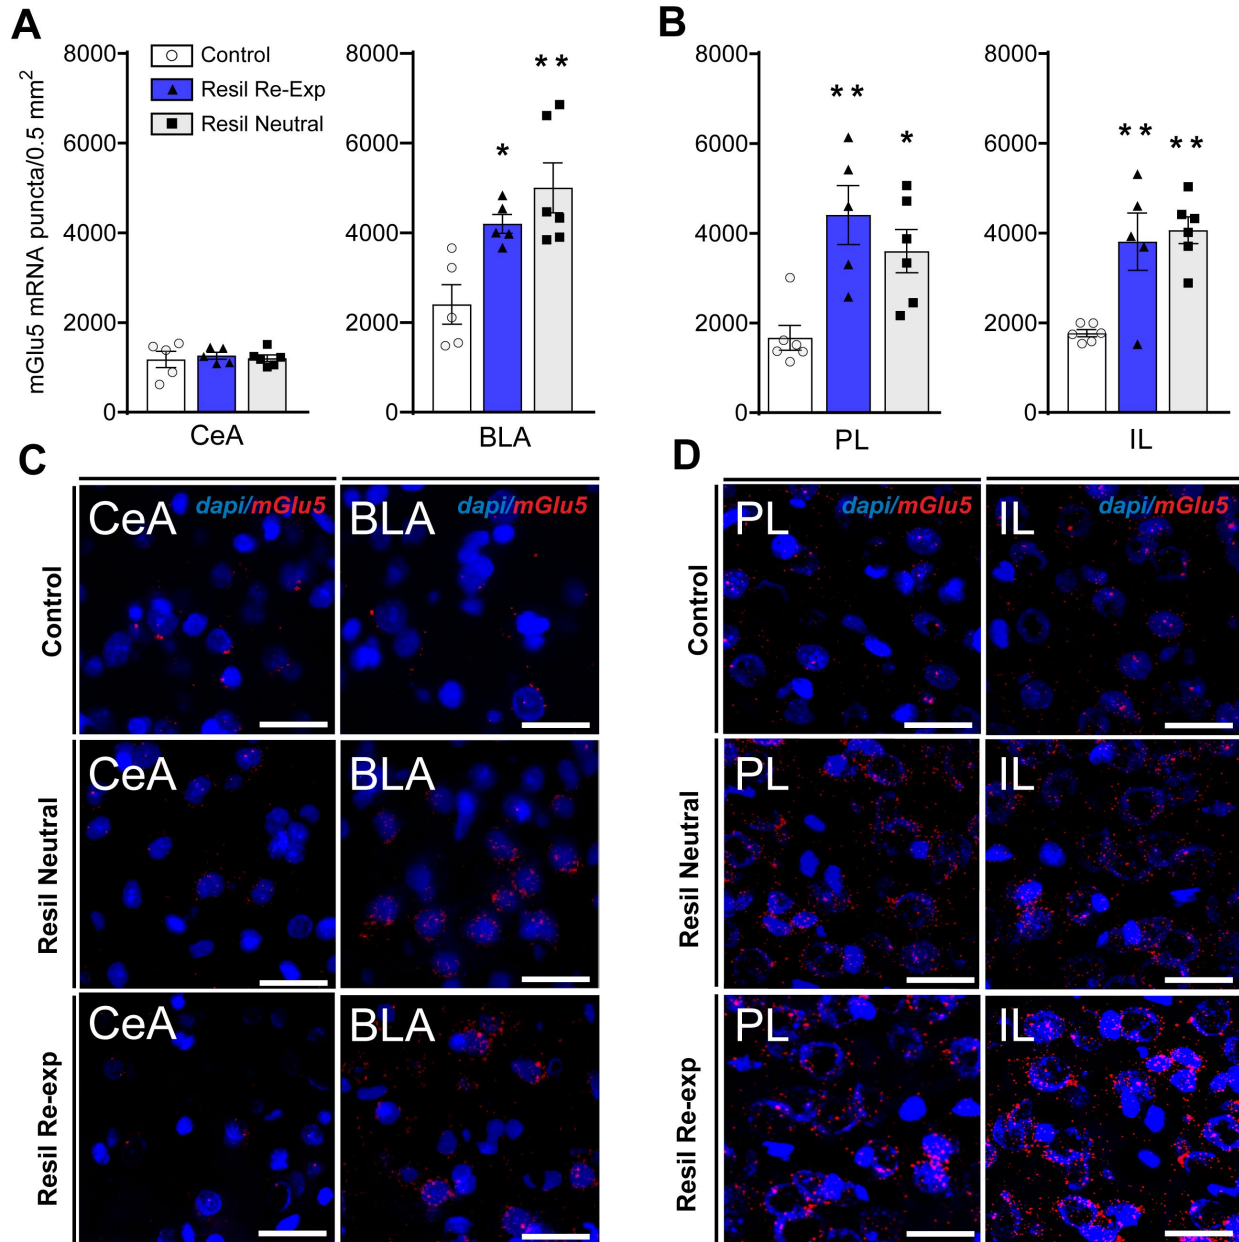 A
B
mGlu5 mRNA puncta/0.5 mm²
8000
6000
4000
2000
0
Control
Resil Re-Exp
Resil Neutral
CeA
8000
6000
4000
2000
0
*
**
BLA
8000
6000
4000
2000
0
**
*
PL
8000
6000
4000
2000
0
**
**
IL
C
D
Control
CeA dapi/mGlu5
BLA dapi/mGlu5
Control
PL dapi/mGlu5
IL dapi/mGlu5
Resil Neutral
CeA
BLA
Resil Neutral
PL
IL
Resil Re-exp
CeA
BLA
Resil Re-exp
PL
IL